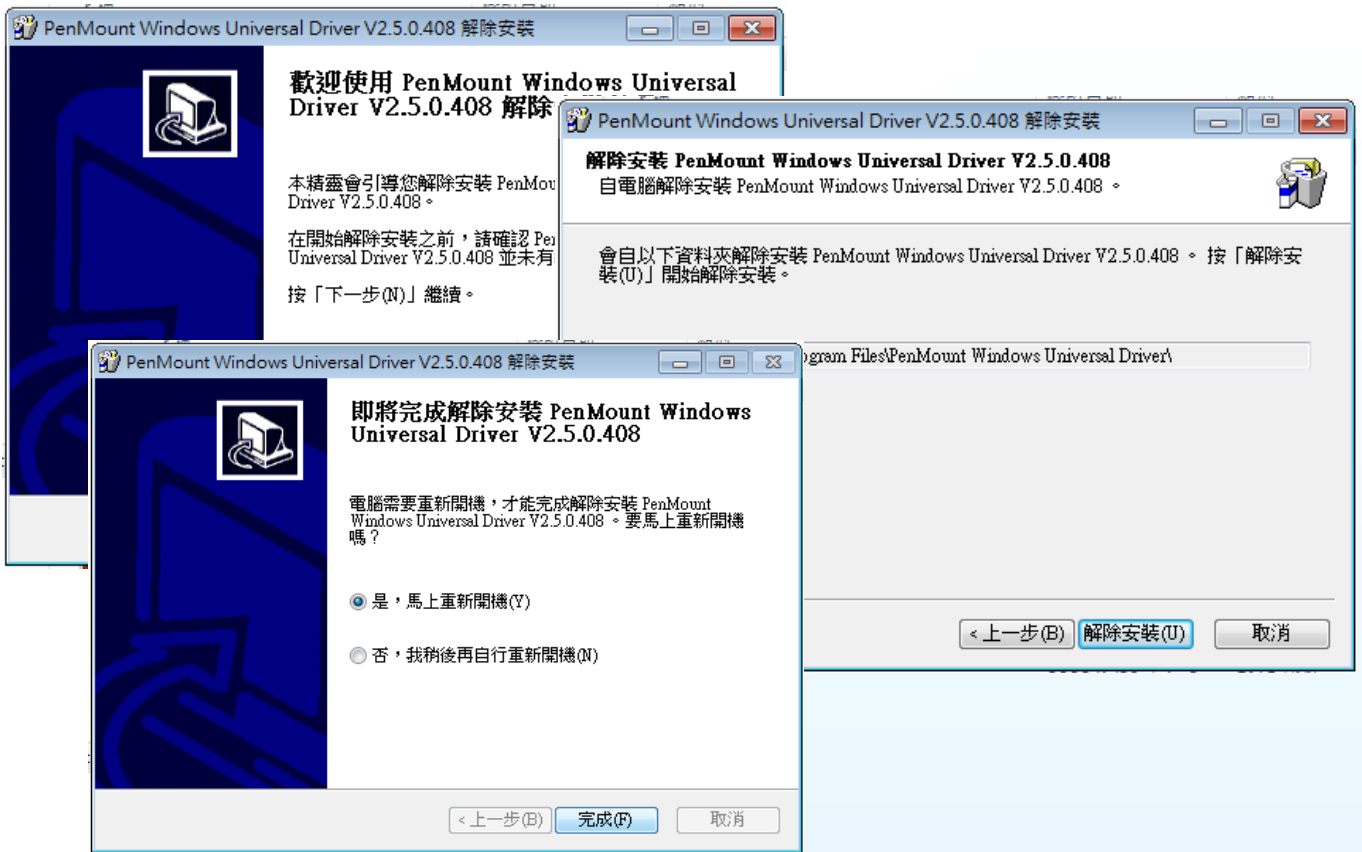 PenMount Windows Universal Driver V2.5.0.408 解除安裝
歡迎使用 PenMount Windows Universal
Driver V2.5.0.408 解除
本精靈會引導您解除安裝 PenMou
Driver V2.5.0.408。
在開始解除安裝之前,請確認
Universal Driver V2.5.0.408 並未有
按「下一步(N)」繼續。
PenMount Windows Universal Driver V2.5.0.408 解除安裝
解除安裝 PenMount Windows Universal Driver V2.5.0.408
自電腦解除安裝 PenMount Windows Universal Driver V2.5.0.408。
會自以下資料夾解除安裝 PenMount Windows Universal Driver V2.5.0.408 。 按「解除安
裝(U)」開始解除安裝。
ogram Files\PenMount Windows Universal Driver\
<上一步(B) 解除安裝(U) 取消
PenMount Windows Universal Driver V2.5.0.408 解除安裝
即將完成解除安裝 PenMount Windows
Universal Driver V2.5.0.408
電腦需要重新開機,才能完成解除安裝 PenMount
Windows Universal Driver V2.5.0.408。要馬上重新開機
嗎?
是,馬上重新開機(Y)
否,我稍後再自行重新開機(N)
<上一步(B) 完成(F) 取消